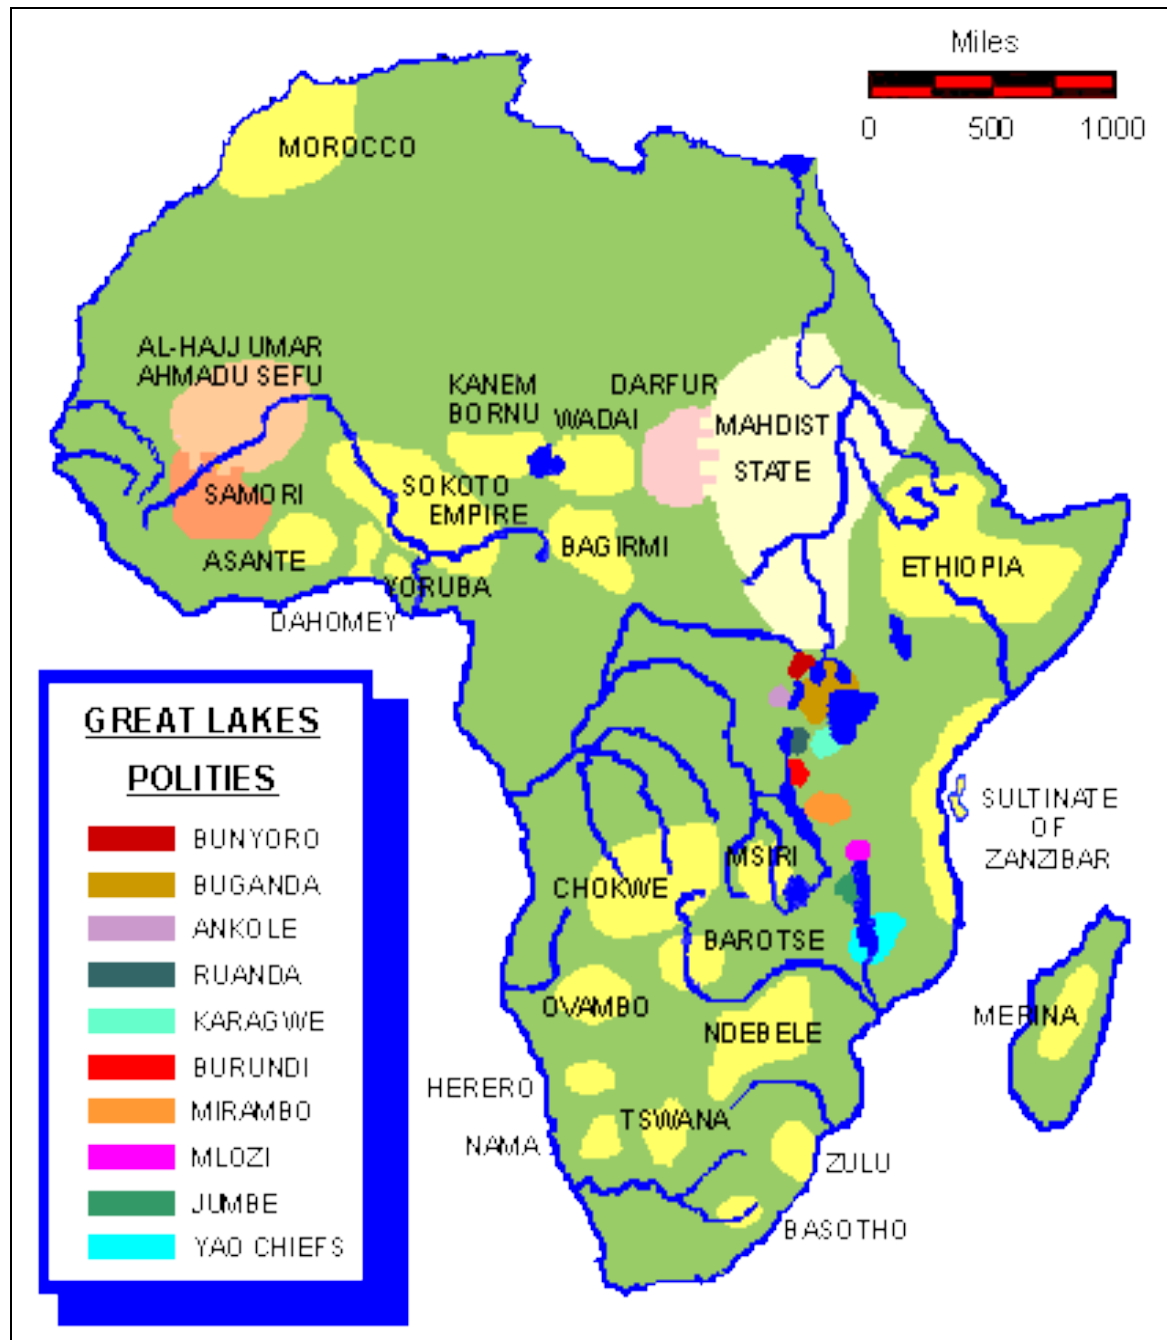 Miles
0 500 1000
MOROCCO
AL-HAJJ UMAR
AHMADU SEFU
KANEM
BORNU
WADAI
DARFUR
MAHDIST
STATE
SAMORI
SOKOTO
EMPIRE
BAGIRMI
ASANTE
YORUBA
DAHOMEY
ETHIOPIA
GREAT LAKES
POLITIES
BUNYORO
BUGANDA
ANKOLE
RUANDA
KARAGWE
BURUNDI
MIRAMBO
MLOZI
JUMBE
YAO CHIEFS
SULTINATE
OF
ZANZIBAR
MSIRI
CHOKWE
BAROTSE
OVAMBO
NDEBELE
MERINA
HERERO
TSWANA
NAMA
ZULU
BASOTHO